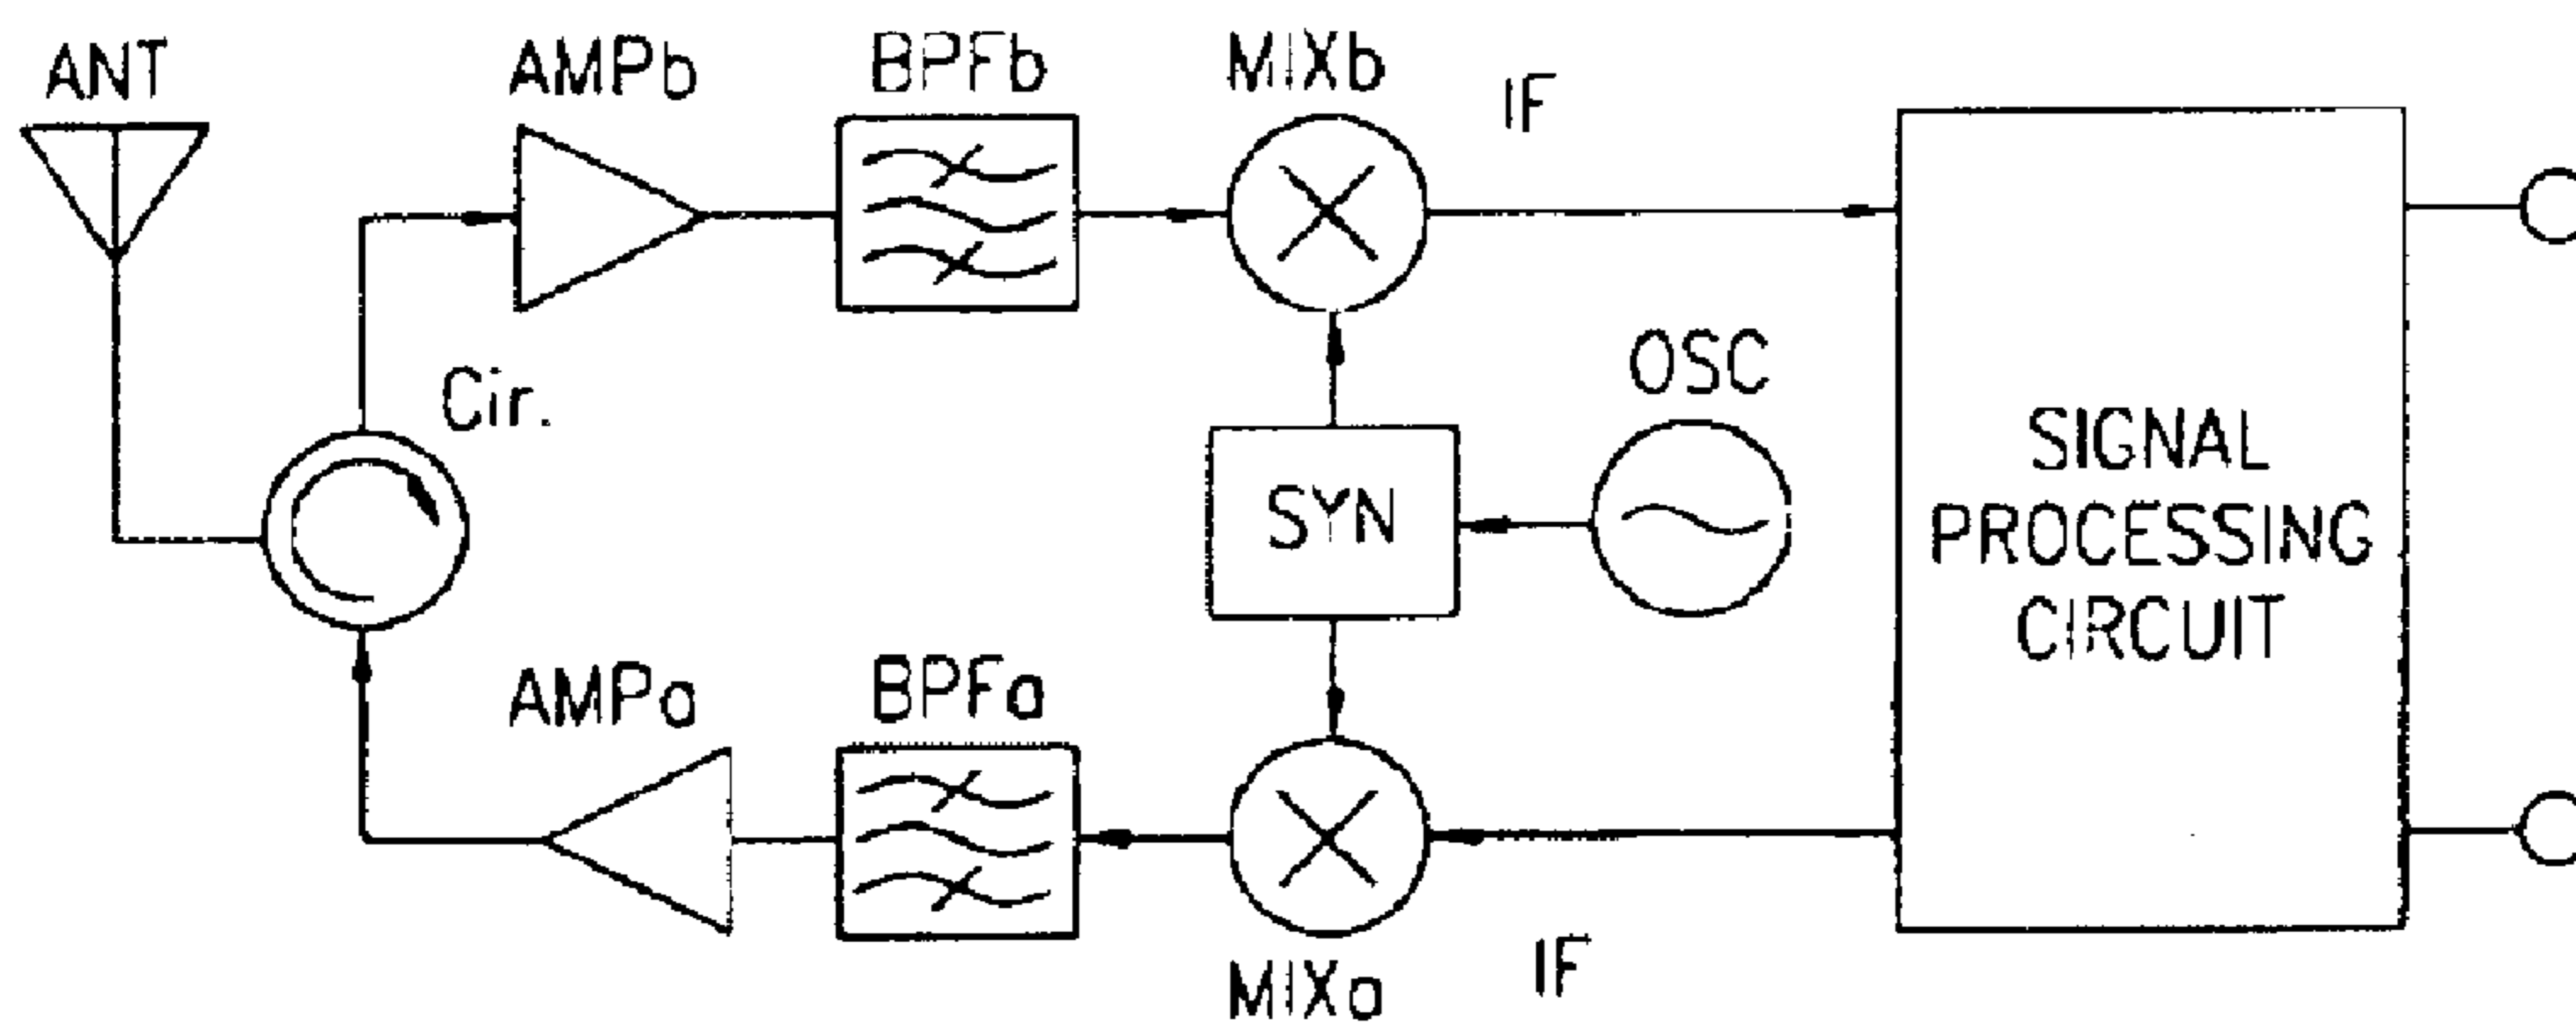 ANT
AMPb
BPFb
MIXb
IF
Cir.
OSC
SYN
SIGNAL
PROCESSING
CIRCUIT
AMPa
BPFa
MIXa
IF